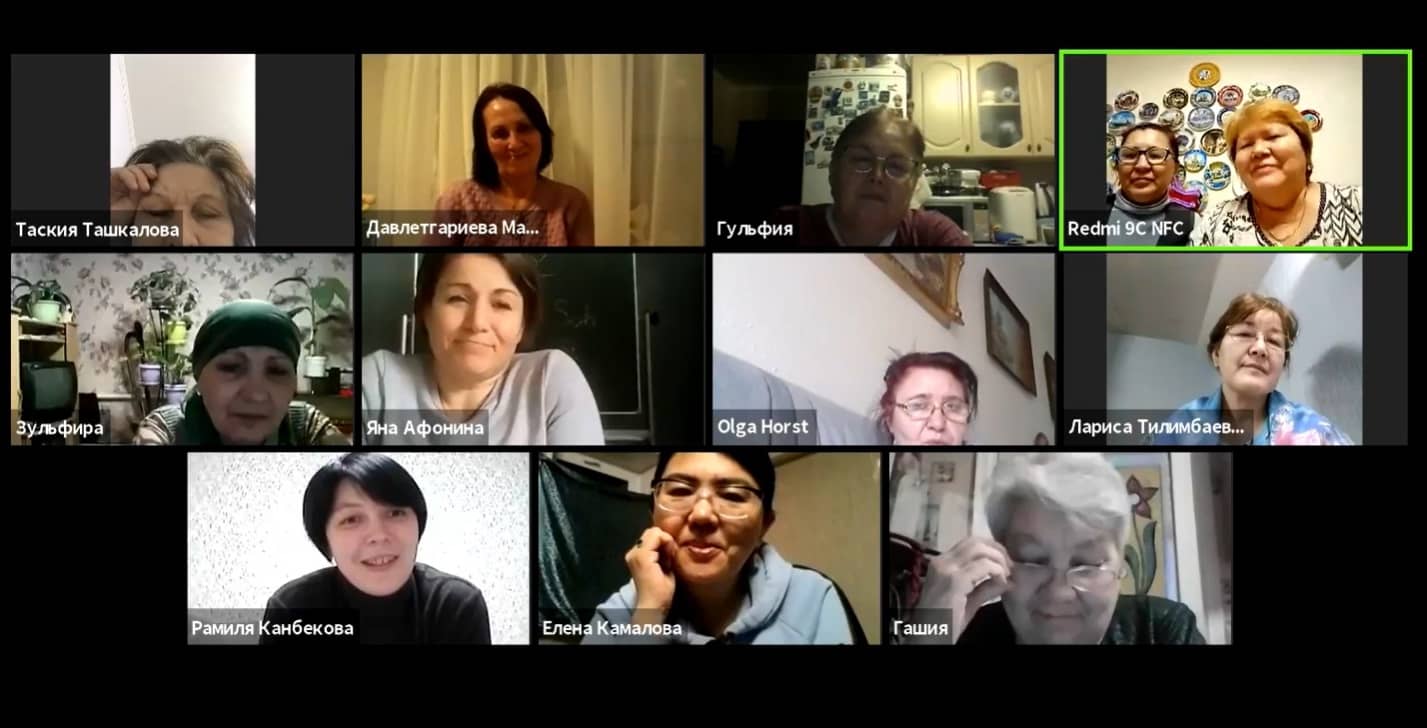 Таския Ташкалова
Давлетгариева Ма...
Гульфия
Redmi 9C NFC
Зульфира
Яна Афонина
Olga Horst
Лариса Тилимбаев...
Рамиля Канбекова
Елена Камалова
Гашия